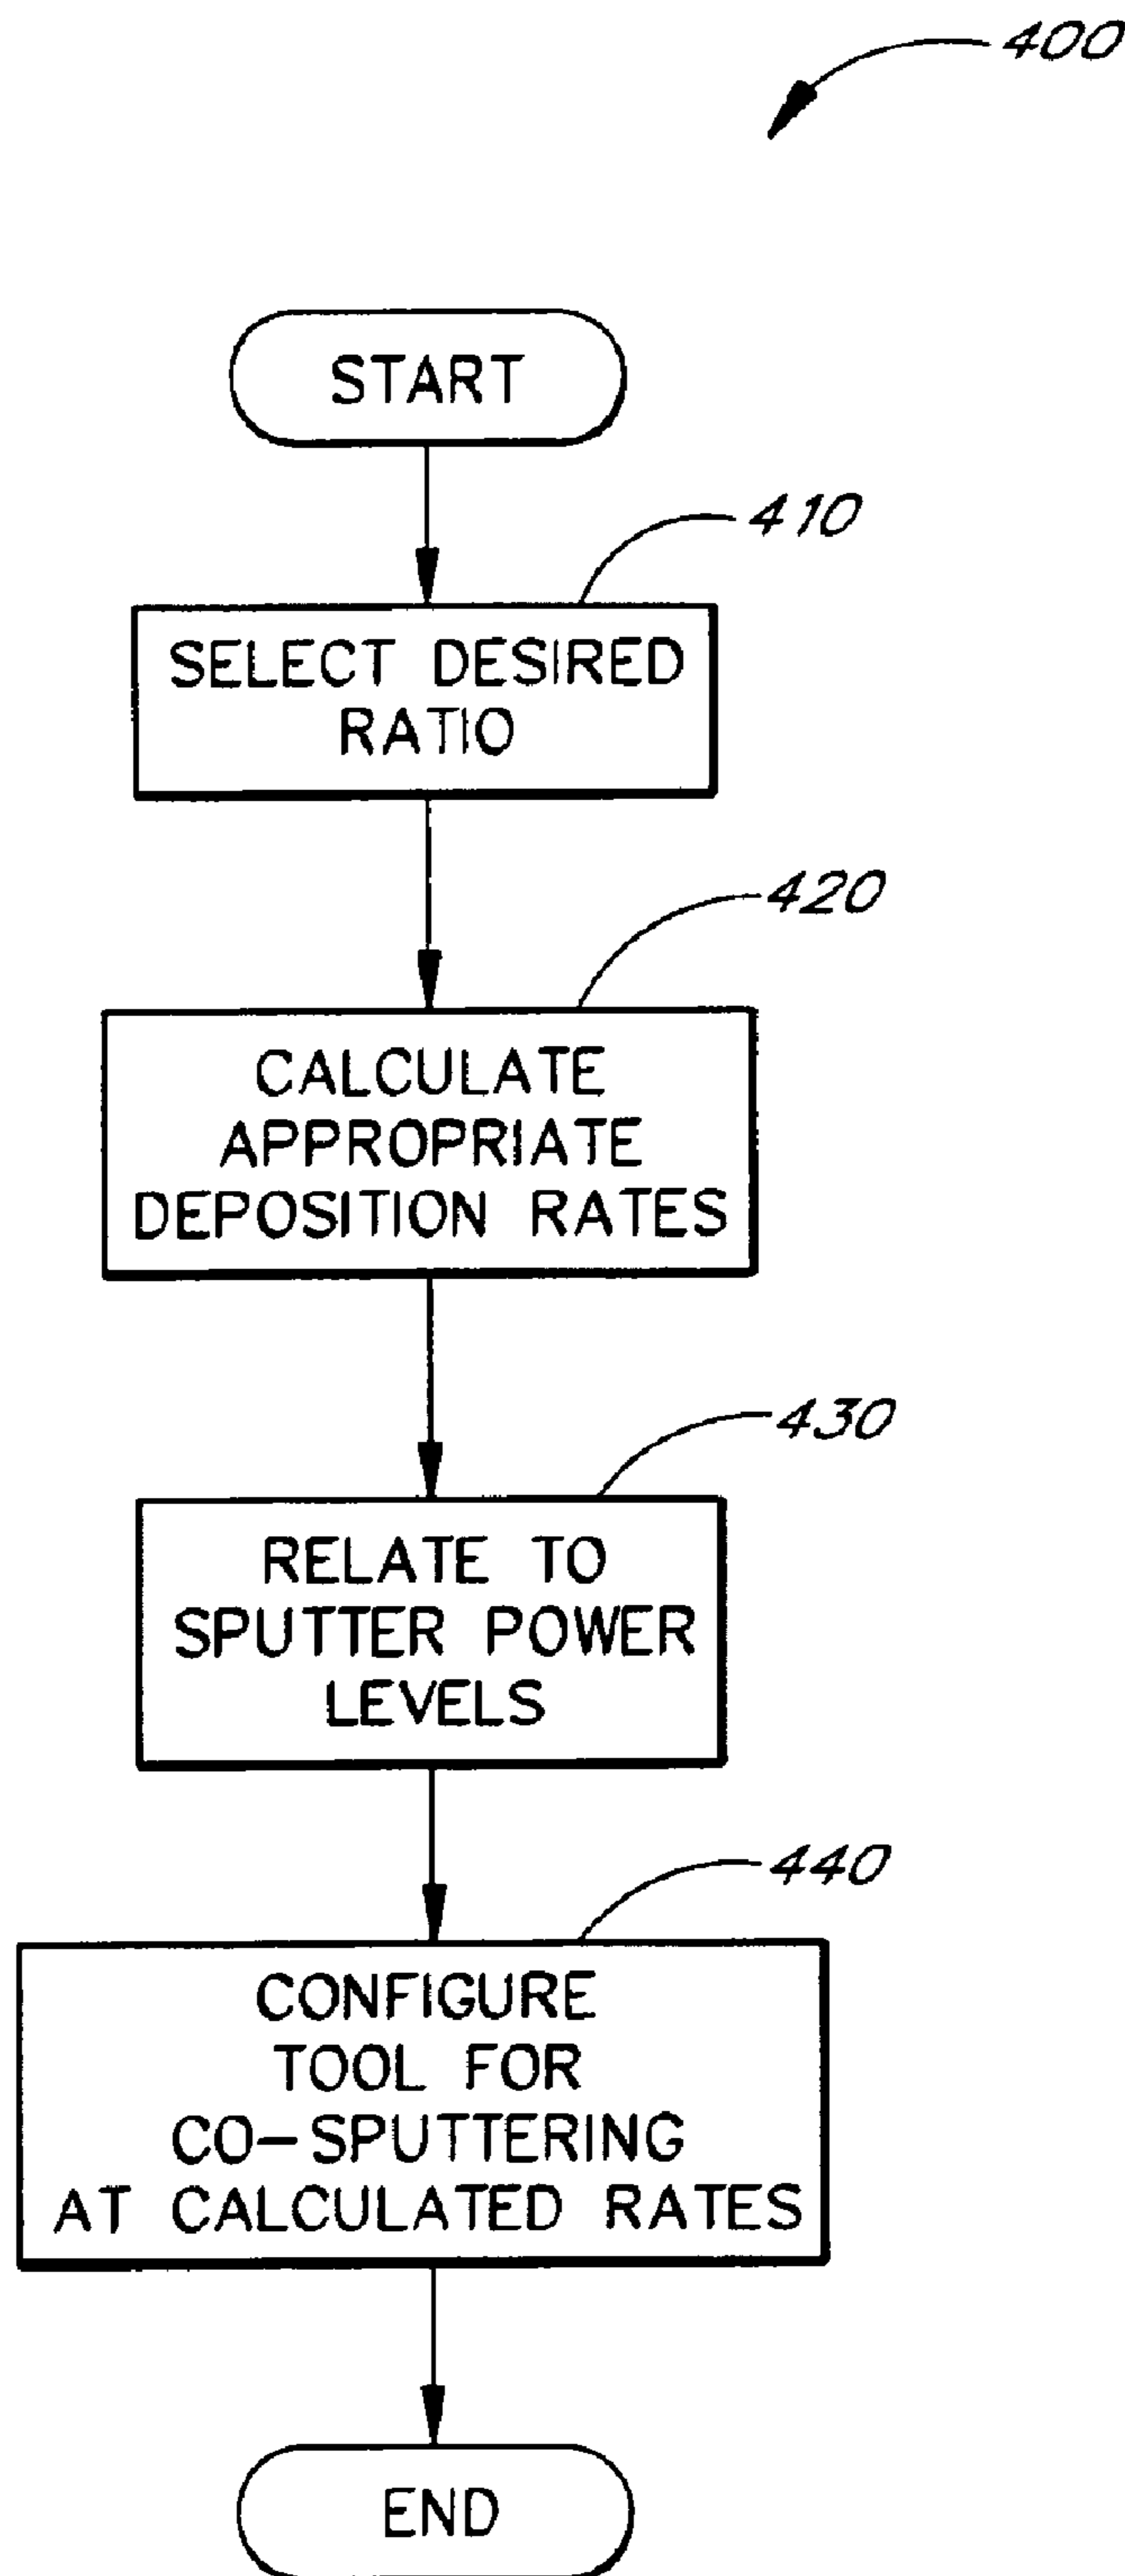 400
START
410
SELECT DESIRED
RATIO
420
CALCULATE
APPROPRIATE
DEPOSITION RATES
430
RELATE TO
SPUTTER POWER
LEVELS
440
CONFIGURE
TOOL FOR
CO-SPUTTERING
AT CALCULATED RATES
END